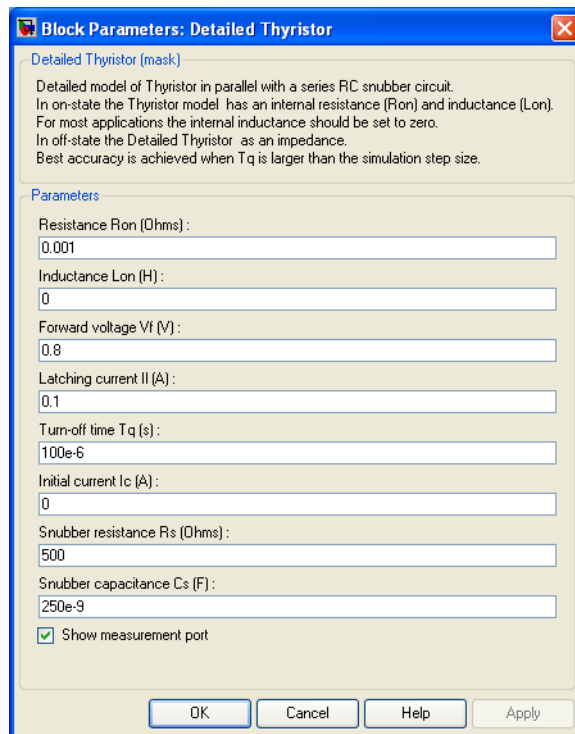 Block Parameters: Detailed Thyristor
Detailed Thyristor (mask)
Detailed model of Thyristor in parallel with a series RC snubber circuit.
In on-state the Thyristor model has an internal resistance (Ron) and inductance (Lon).
For most applications the internal inductance should be set to zero.
In off-state the Detailed Thyristor as an impedance.
Best accuracy is achieved when Tq is larger than the simulation step size.
Parameters
Resistance Ron (Ohms) :
0.001
Inductance Lon (H) :
0
Forward voltage Vf (V) :
0.8
Latching current Il (A) :
0.1
Turn-off time Tq (s) :
100e-6
Initial current Ic (A) :
0
Snubber resistance Rs (Ohms) :
500
Snubber capacitance Cs (F) :
250e-9
Show measurement port
OK Cancel Help Apply